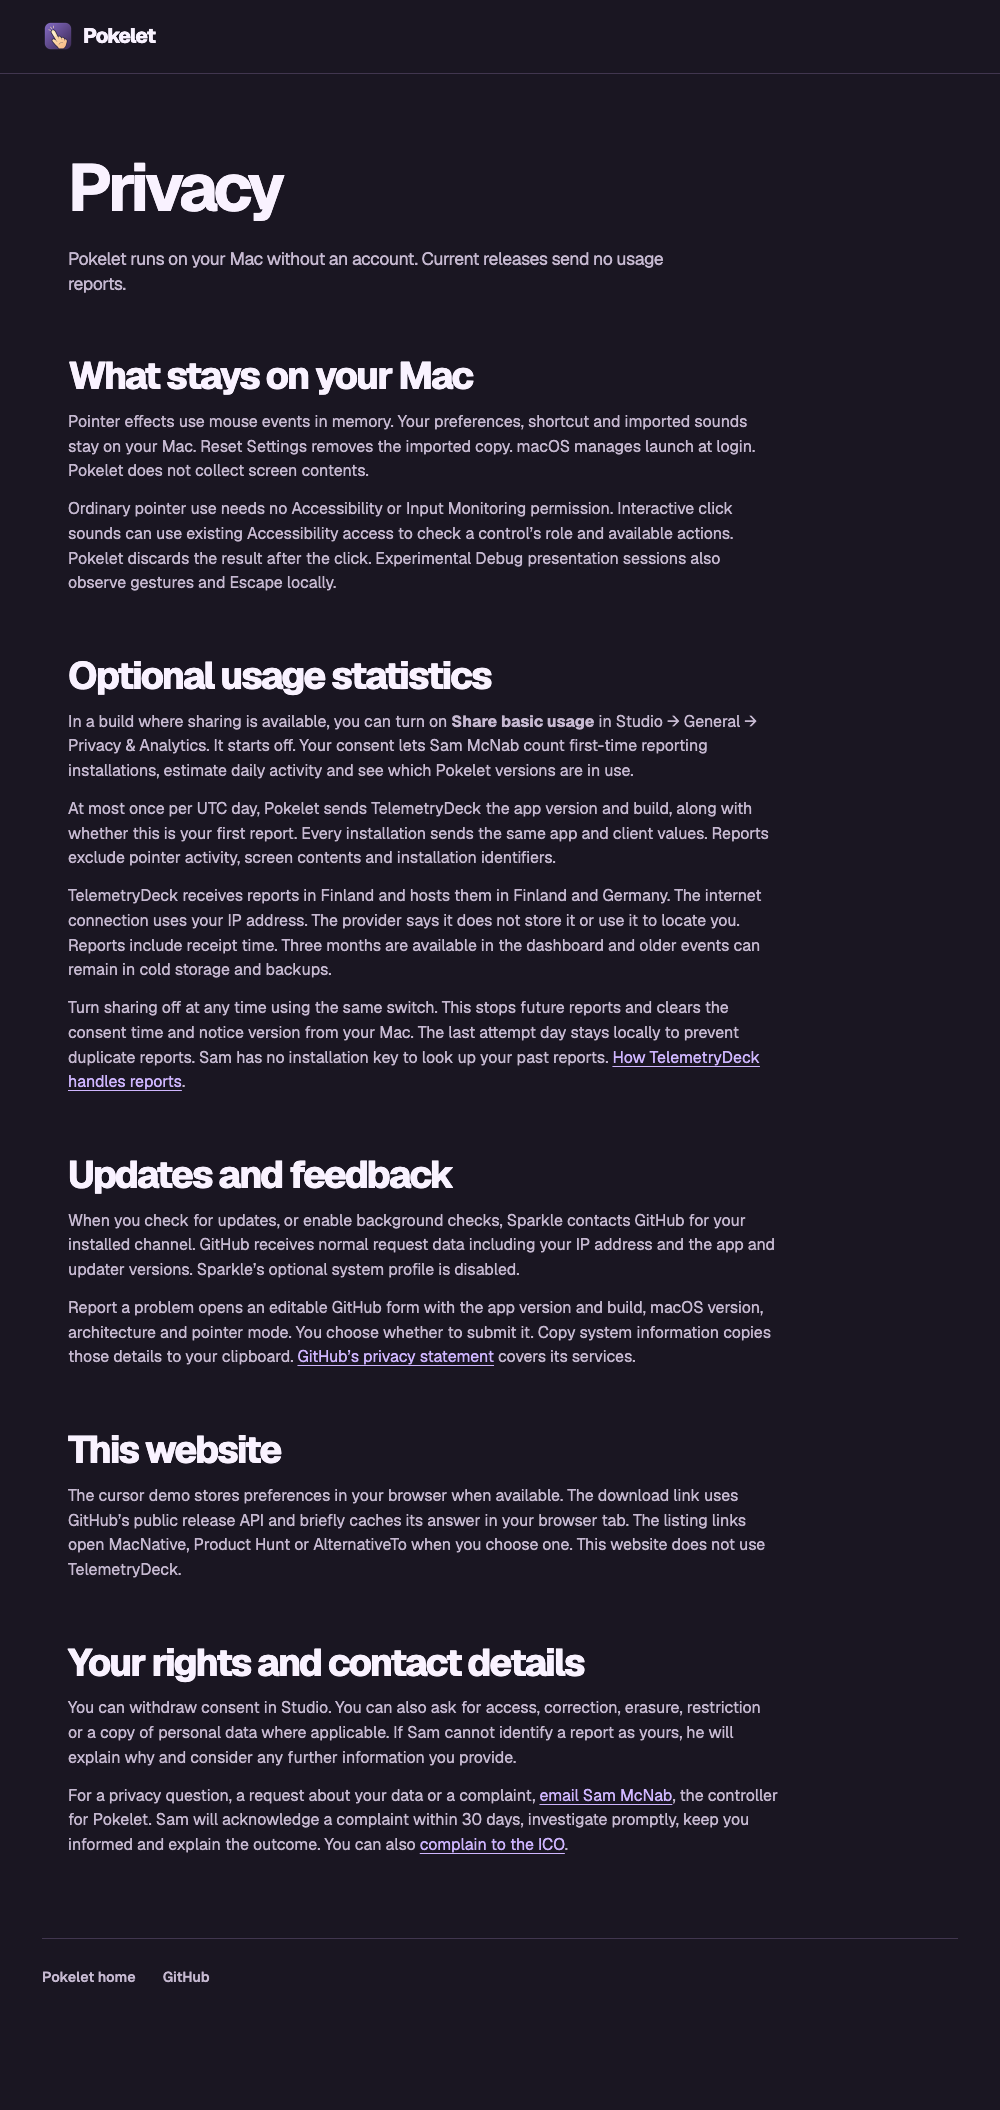 Pokelet
Privacy
Pokelet runs on your Mac without an account. Current releases send no usage
reports.
What stays on your Mac
Pointer effects use mouse events in memory. Your preferences, shortcut and imported sounds
stay on your Mac. Reset Settings removes the imported copy. macOS manages launch at login.
Pokelet does not collect screen contents.
Ordinary pointer use needs no Accessibility or Input Monitoring permission. Interactive click
sounds can use existing Accessibility access to check a control’s role and available actions.
Pokelet discards the result after the click. Experimental Debug presentation sessions also
observe gestures and Escape locally.
Optional usage statistics
In a build where sharing is available, you can turn on Share basic usage in Studio → General →
Privacy & Analytics. It starts off. Your consent lets Sam McNab count first-time reporting
installations, estimate daily activity and see which Pokelet versions are in use.
At most once per UTC day, Pokelet sends TelemetryDeck the app version and build, along with
whether this is your first report. Every installation sends the same app and client values. Reports
exclude pointer activity, screen contents and installation identifiers.
TelemetryDeck receives reports in Finland and hosts them in Finland and Germany. The internet
connection uses your IP address. The provider says it does not store it or use it to locate you.
Reports include receipt time. Three months are available in the dashboard and older events can
remain in cold storage and backups.
Turn sharing off at any time using the same switch. This stops future reports and clears the
consent time and notice version from your Mac. The last attempt day stays locally to prevent
duplicate reports. Sam has no installation key to look up your past reports. How TelemetryDeck
handles reports.
Updates and feedback
When you check for updates, or enable background checks, Sparkle contacts GitHub for your
installed channel. GitHub receives normal request data including your IP address and the app and
updater versions. Sparkle’s optional system profile is disabled.
Report a problem opens an editable GitHub form with the app version and build, macOS version,
architecture and pointer mode. You choose whether to submit it. Copy system information copies
those details to your clipboard. GitHub’s privacy statement covers its services.
This website
The cursor demo stores preferences in your browser when available. The download link uses
GitHub’s public release API and briefly caches its answer in your browser tab. The listing links
open MacNative, Product Hunt or AlternativeTo when you choose one. This website does not use
TelemetryDeck.
Your rights and contact details
You can withdraw consent in Studio. You can also ask for access, correction, erasure, restriction
or a copy of personal data where applicable. If Sam cannot identify a report as yours, he will
explain why and consider any further information you provide.
For a privacy question, a request about your data or a complaint, email Sam McNab, the controller
for Pokelet. Sam will acknowledge a complaint within 30 days, investigate promptly, keep you
informed and explain the outcome. You can also complain to the ICO.
Pokelet home GitHub